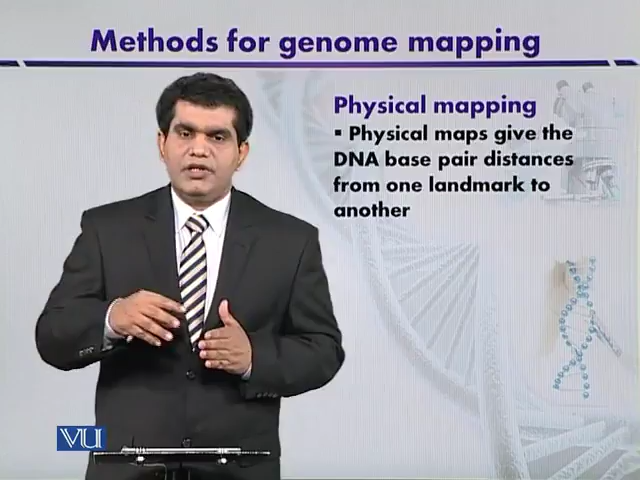 Methods for genome mapping
Physical mapping
▪ Physical maps give the
DNA base pair distances
from one landmark to
another
VU